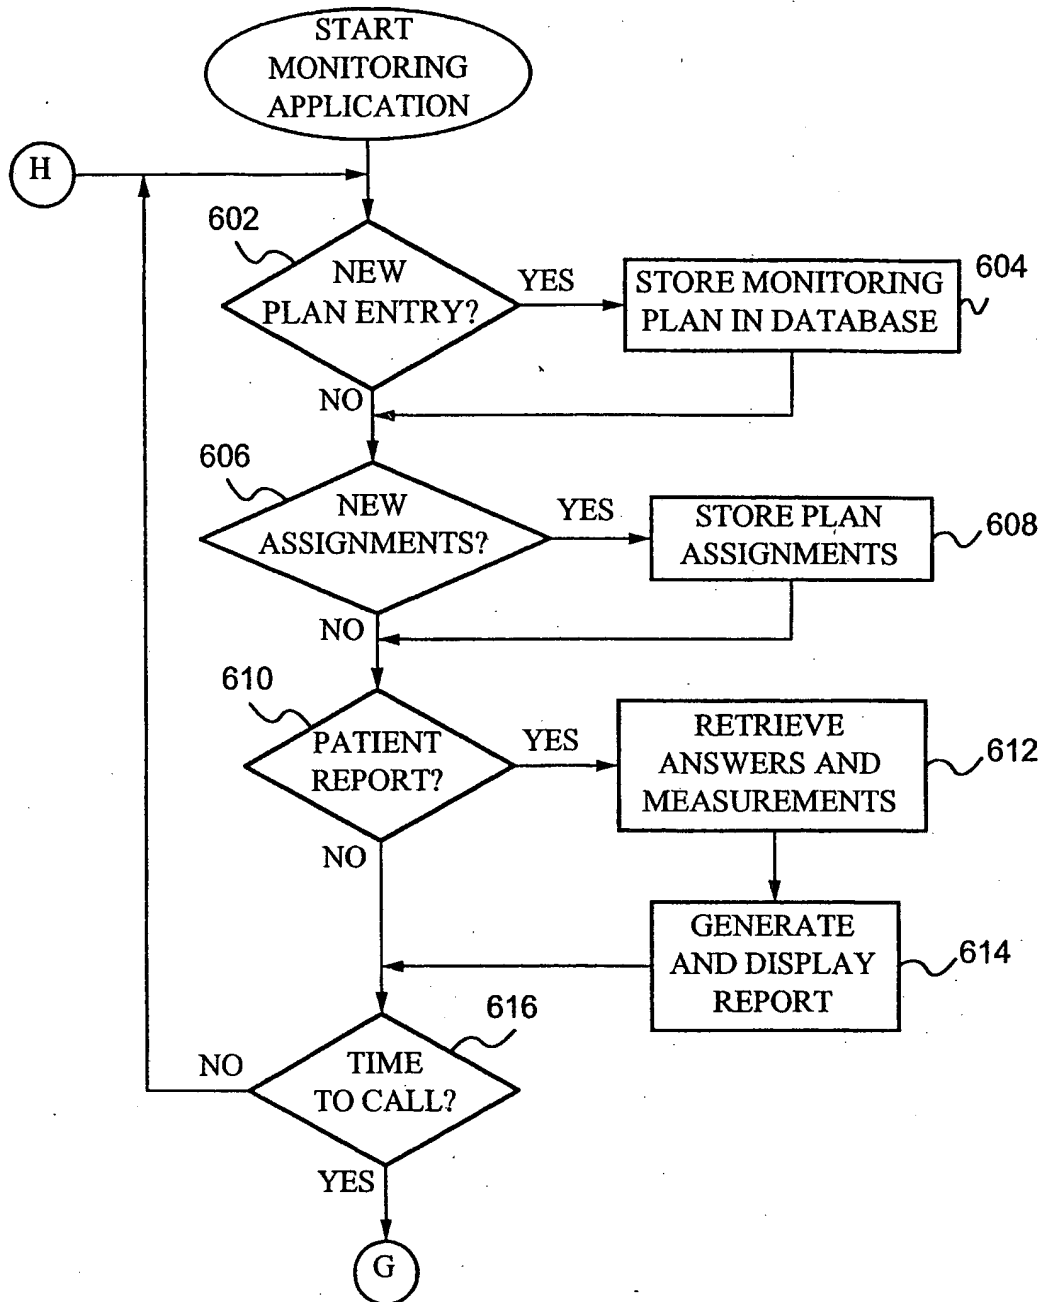 START
MONITORING
APPLICATION
H
602
NEW
PLAN ENTRY?
YES
STORE MONITORING
PLAN IN DATABASE
604
NO
606
NEW
ASSIGNMENTS?
YES
STORE PLAN
ASSIGNMENTS
608
NO
610
PATIENT
REPORT?
YES
RETRIEVE
ANSWERS AND
MEASUREMENTS
612
NO
GENERATE
AND DISPLAY
REPORT
614
616
TIME
TO CALL?
NO
YES
G